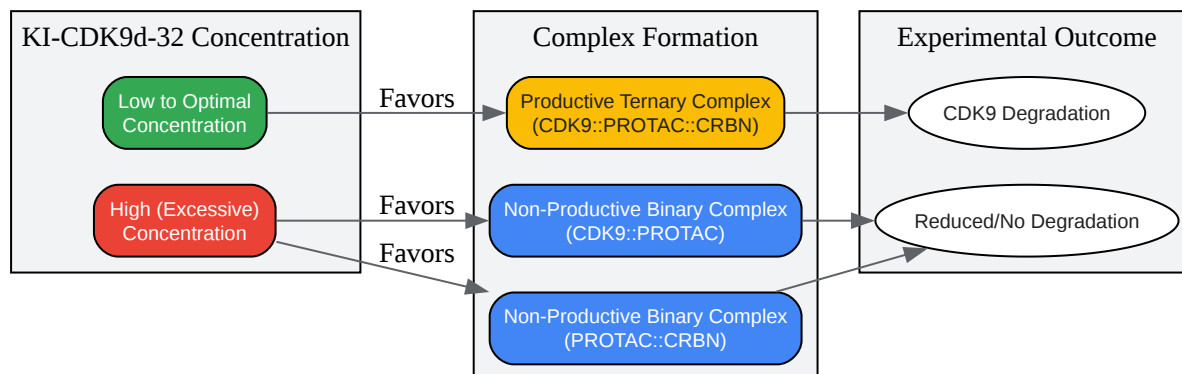 KI-CDK9d-32 Concentration
Low to Optimal
Concentration
High (Excessive)
Concentration
Favors
Favors
Favors
Complex Formation
Productive Ternary Complex
(CDK9::PROTAC::CRBN)
Non-Productive Binary Complex
(CDK9::PROTAC)
Non-Productive Binary Complex
(PROTAC::CRBN)
Experimental Outcome
CDK9 Degradation
Reduced/No Degradation